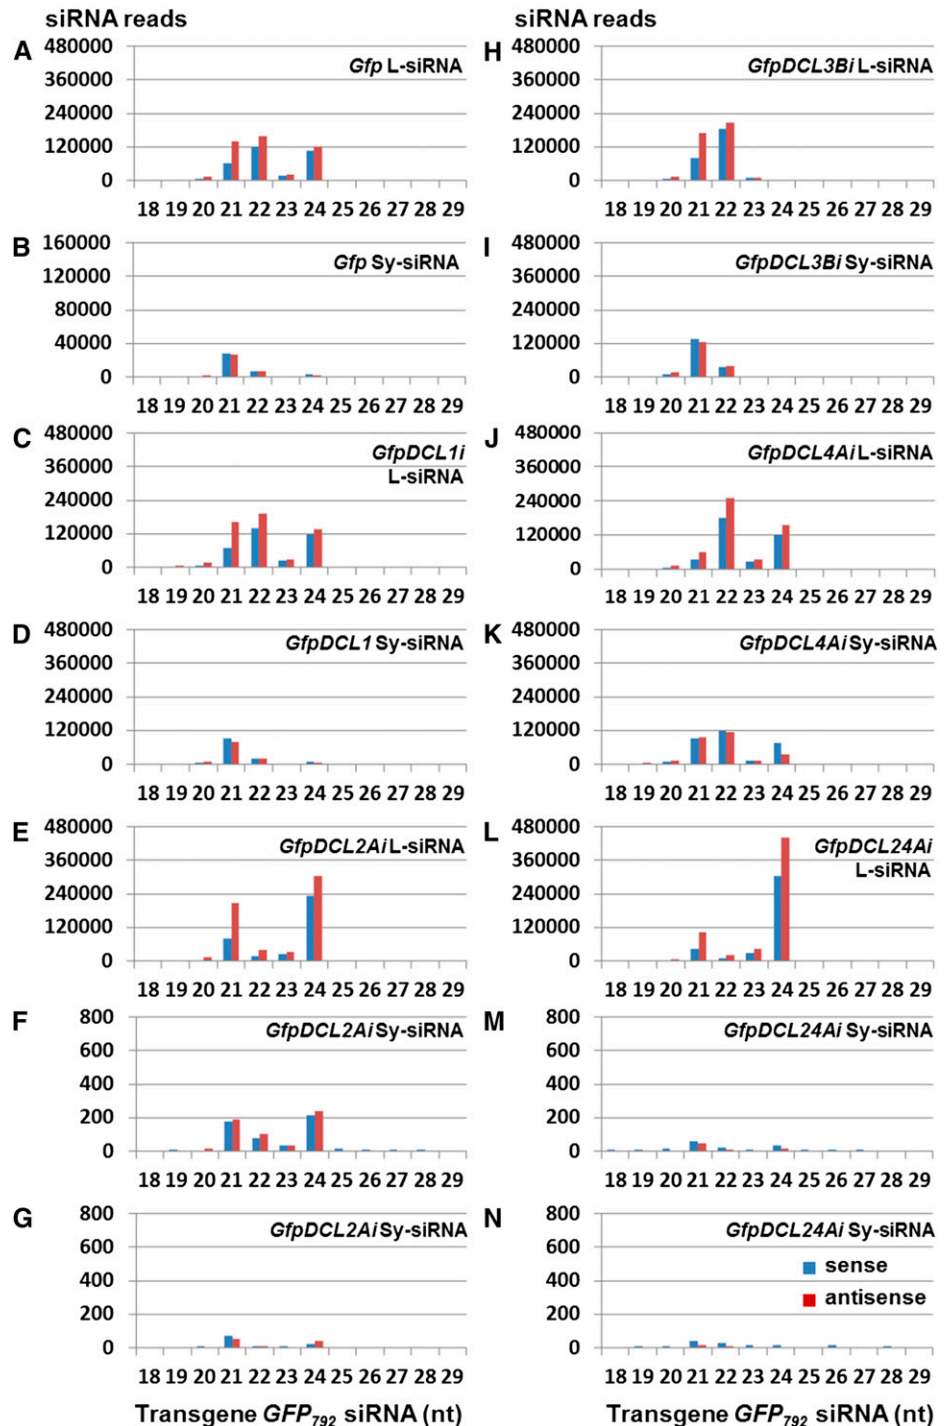 siRNA reads
A
480000
360000
240000
120000
0
Gfp L-siRNA
18 19 20 21 22 23 24 25 26 27 28 29
B
160000
120000
80000
40000
0
Gfp Sy-siRNA
18 19 20 21 22 23 24 25 26 27 28 29
C
480000
360000
240000
120000
0
GfpDCL1i
L-siRNA
18 19 20 21 22 23 24 25 26 27 28 29
D
480000
360000
240000
120000
0
GfpDCL1 Sy-siRNA
18 19 20 21 22 23 24 25 26 27 28 29
E
480000
360000
240000
120000
0
GfpDCL2Ai L-siRNA
18 19 20 21 22 23 24 25 26 27 28 29
F
800
600
400
200
0
GfpDCL2Ai Sy-siRNA
18 19 20 21 22 23 24 25 26 27 28 29
G
800
600
400
200
0
GfpDCL2Ai Sy-siRNA
18 19 20 21 22 23 24 25 26 27 28 29
Transgene GFP792 siRNA (nt)
siRNA reads
H
480000
360000
240000
120000
0
GfpDCL3Bi L-siRNA
18 19 20 21 22 23 24 25 26 27 28 29
I
480000
360000
240000
120000
0
GfpDCL3Bi Sy-siRNA
18 19 20 21 22 23 24 25 26 27 28 29
J
480000
360000
240000
120000
0
GfpDCL4Ai L-siRNA
18 19 20 21 22 23 24 25 26 27 28 29
K
480000
360000
240000
120000
0
GfpDCL4Ai Sy-siRNA
18 19 20 21 22 23 24 25 26 27 28 29
L
480000
360000
240000
120000
0
GfpDCL24Ai
L-siRNA
18 19 20 21 22 23 24 25 26 27 28 29
M
800
600
400
200
0
GfpDCL24Ai Sy-siRNA
18 19 20 21 22 23 24 25 26 27 28 29
N
800
600
400
200
0
GfpDCL24Ai Sy-siRNA
sense
antisense
18 19 20 21 22 23 24 25 26 27 28 29
Transgene GFP792 siRNA (nt)